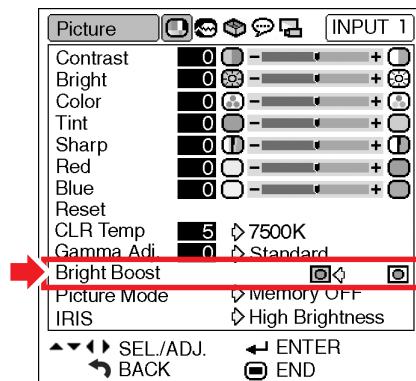 Picture INPUT 1
Contrast 0 - +
Bright 0 - +
Color 0 - +
Tint 0 - +
Sharp 0 - +
Red 0 - +
Blue 0 - +
Reset
CLR Temp 5 7500K
Gamma Adj. 0 Standard
Bright Boost
Picture Mode Memory OFF
IRIS High Brightness
SEL./ADJ. ENTER
BACK END